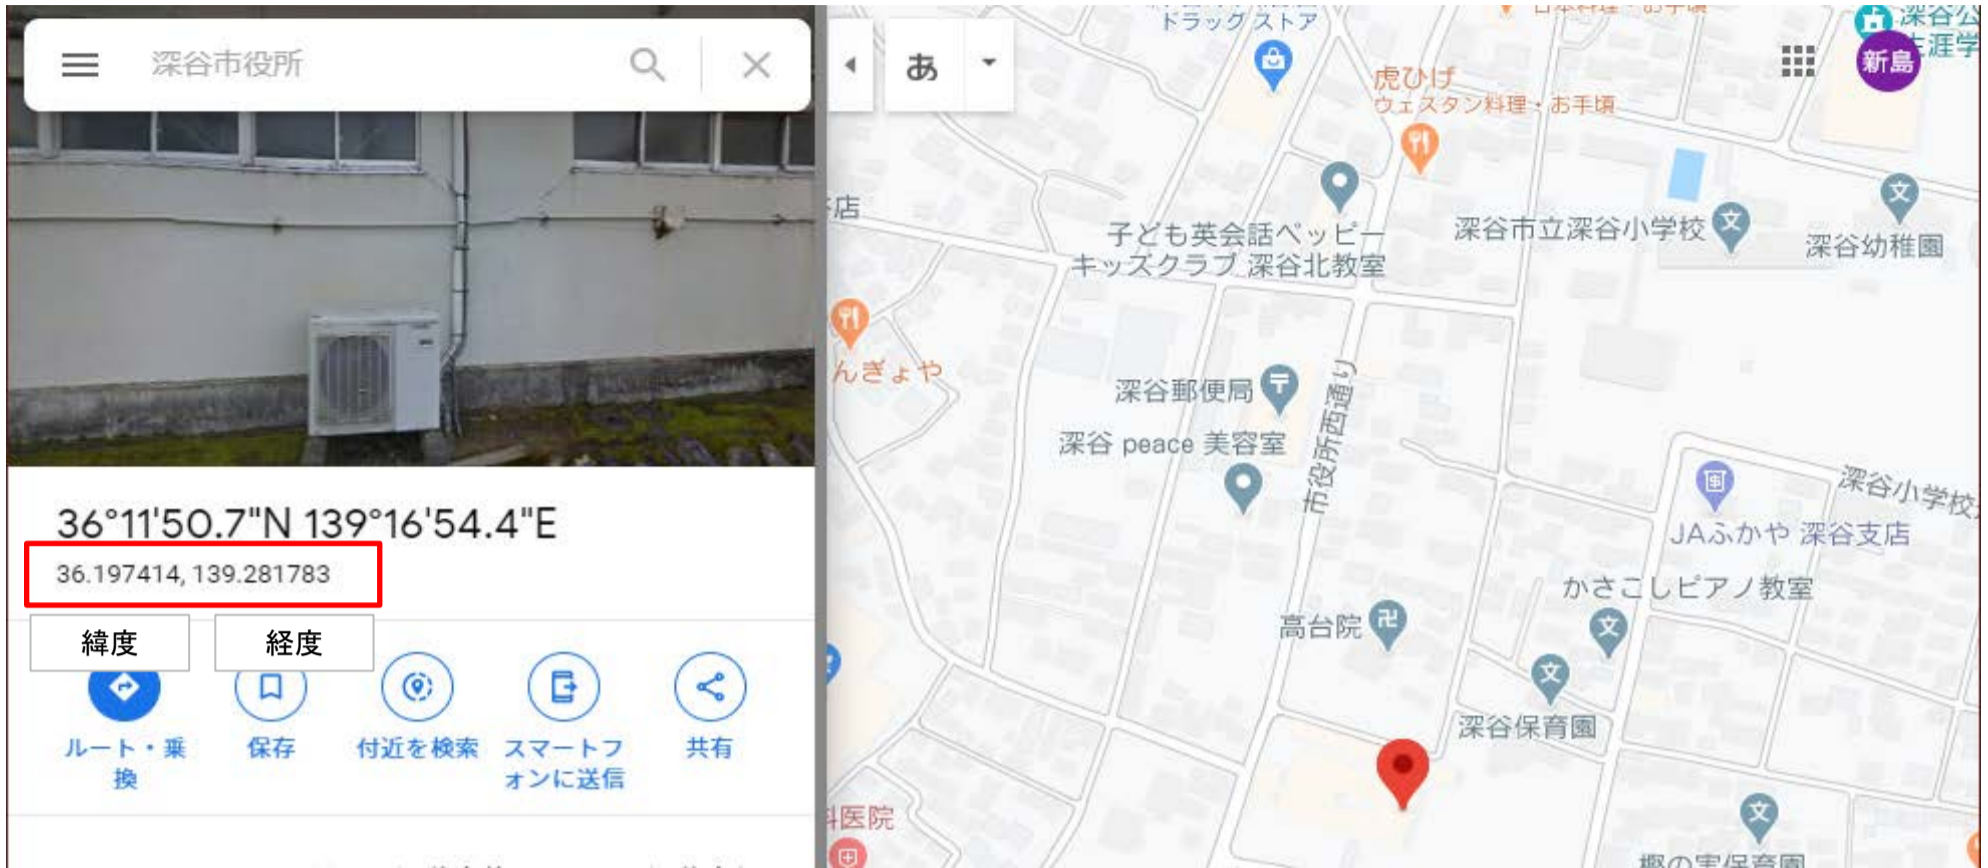 深谷市役所
36°11'50.7"N 139°16'54.4"E
36.197414, 139.281783
緯度
経度
ルート・乗
換
保存
付近を検索
スマートフ
ォンに送信
共有
あ
新島
ドラッグストア
虎ひげ
ウェスタン料理・お手頃
店
子ども英会話ペッピー
キッズクラブ 深谷北教室
深谷市立深谷小学校
深谷幼稚園
んぎょや
深谷郵便局
市役所西通り
深谷 peace 美容室
深谷小学校
JAふかや 深谷支店
かさこしピアノ教室
高台院
深谷保育園
科医院